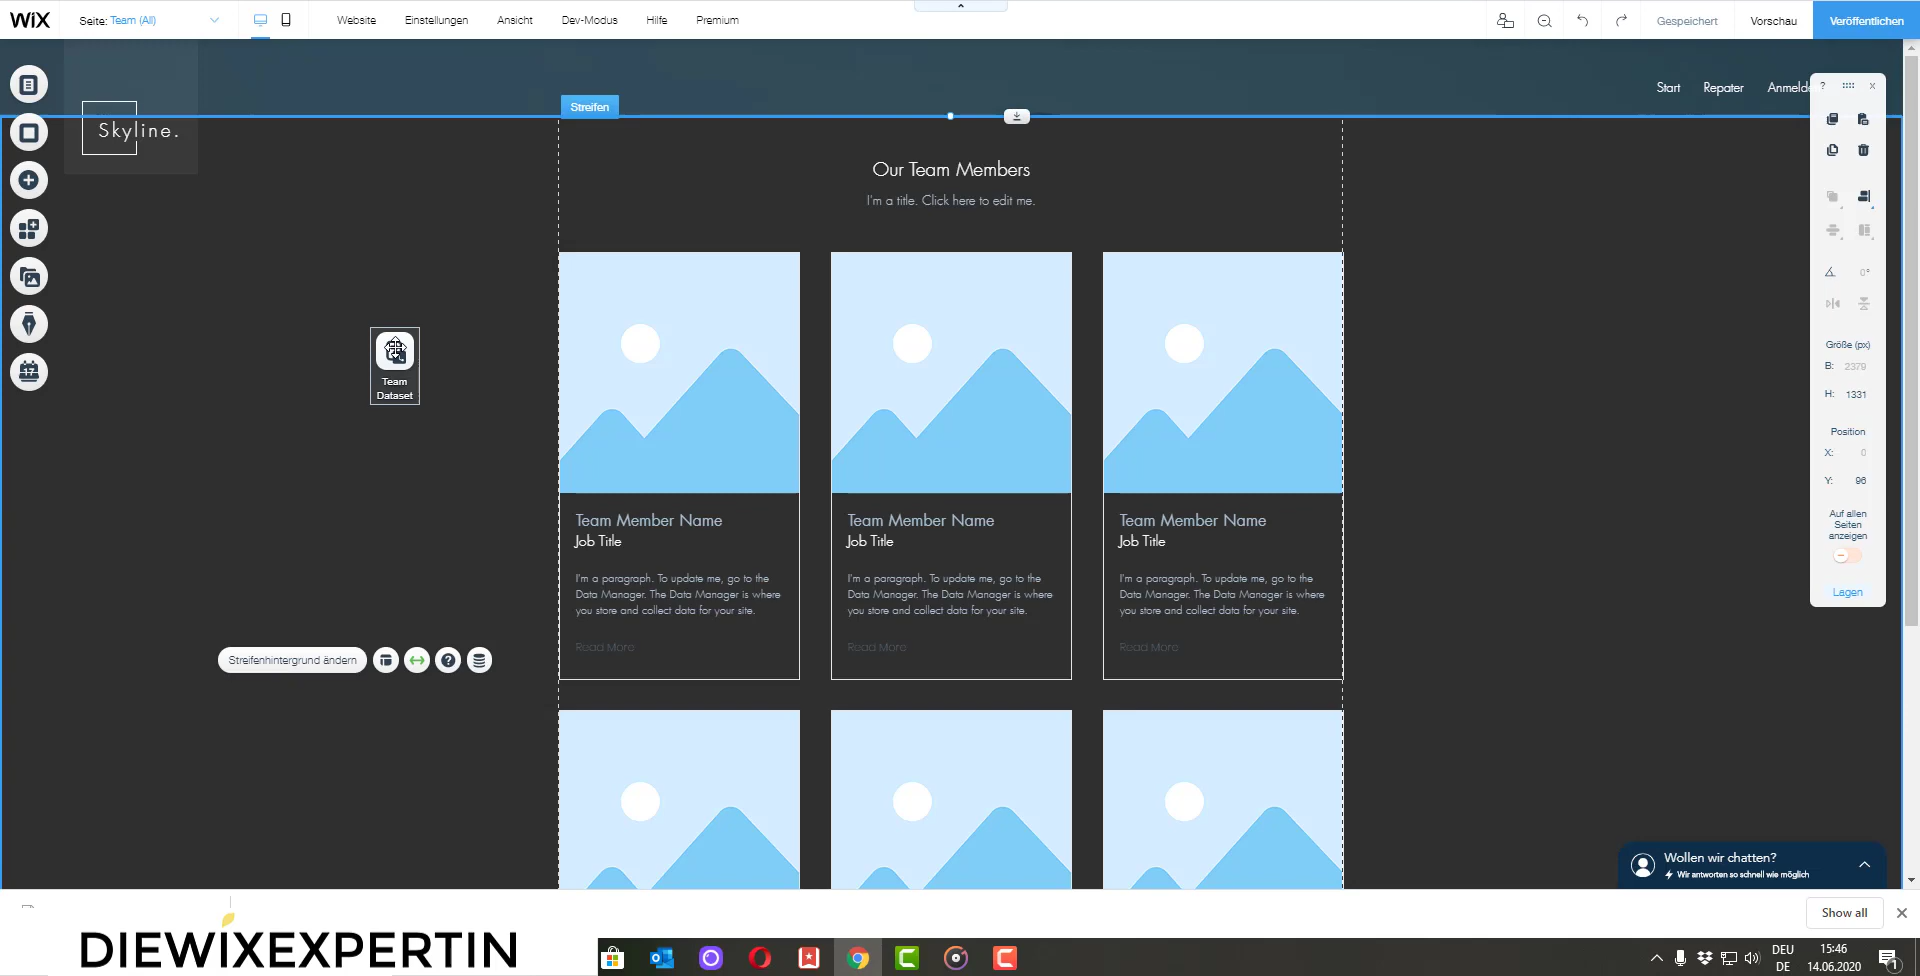 WiX
Seite: Team (All)
Website
Einstellungen
Ansicht
Dev-Modus
Hilfe
Premium
Gespeichert
Vorschau
Veröffentlichen
Skyline.
Streifen
Start
Repater
Anmelde
?
x
Our Team Members
I'm a title. Click here to edit me.
Team
Dataset
17
0°
Größe (px)
B: 2379
H: 1331
Position
X: 0
Y: 96
Auf allen
Seiten
anzeigen
Lagen
Team Member Name
Job Title
I'm a paragraph. To update me, go to the
Data Manager. The Data Manager is where
you store and collect data for your site.
Read More
Team Member Name
Job Title
I'm a paragraph. To update me, go to the
Data Manager. The Data Manager is where
you store and collect data for your site.
Read More
Team Member Name
Job Title
I'm a paragraph. To update me, go to the
Data Manager. The Data Manager is where
you store and collect data for your site.
Read More
Streifenhintergrund ändern
?
Wollen wir chatten?
Wir antworten so schnell wie möglich
Show all
DIEWIXEXPERTIN
DEU
DE
15:46
14.06.2020
1